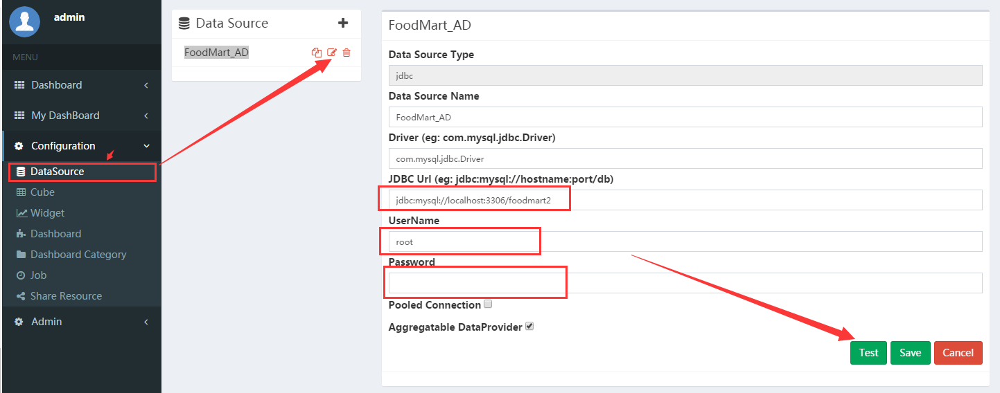 admin
MENU
Dashboard
My DashBoard
Configuration
DataSource
Cube
Widget
Dashboard
Dashboard Category
Job
Share Resource
Admin
Data Source
FoodMart_AD
FoodMart_AD
Data Source Type
jdbc
Data Source Name
FoodMart_AD
Driver (eg: com.mysql.jdbc.Driver)
com.mysql.jdbc.Driver
JDBC Url (eg: jdbc:mysql://hostname:port/db)
jdbc:mysql://localhost:3306/foodmart2
UserName
root
Password
Pooled Connection
Aggregatable DataProvider
Test Save Cancel